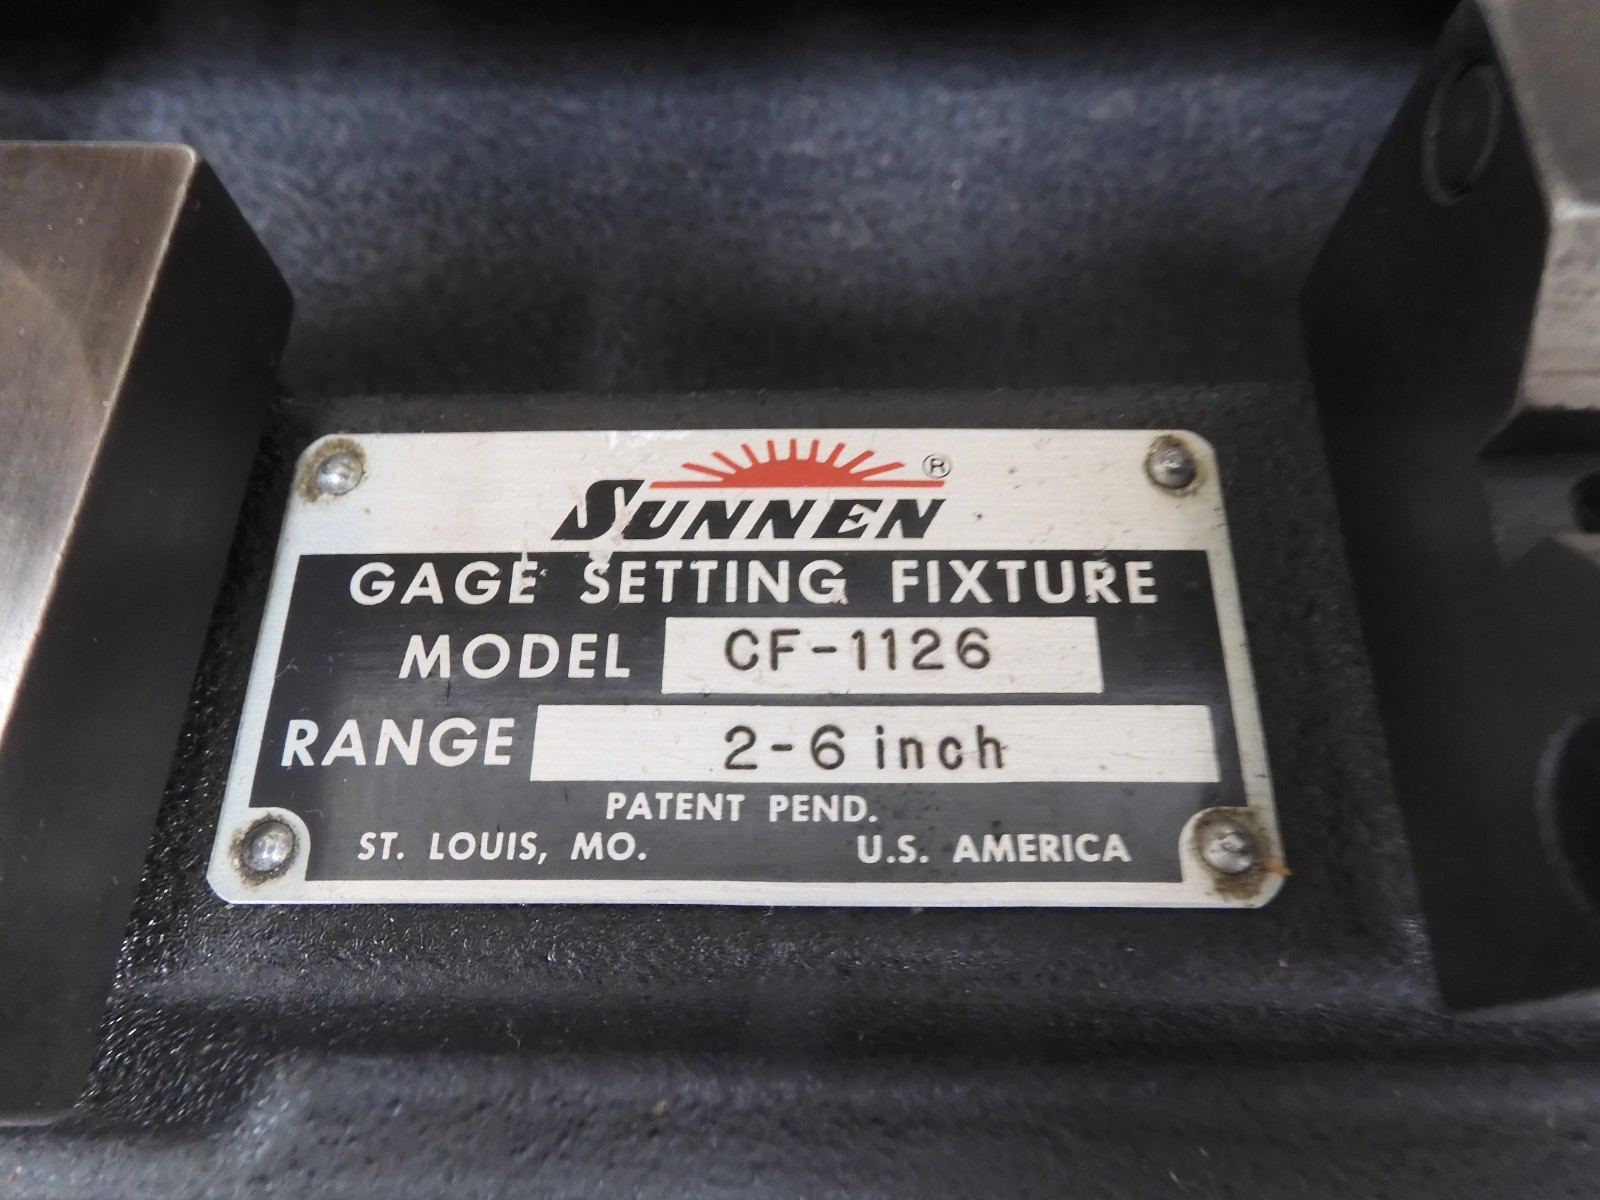 SUNNEN ®
GAGE SETTING FIXTURE
MODEL CF-1126
RANGE 2-6 inch
PATENT PEND.
ST. LOUIS, MO. U.S. AMERICA